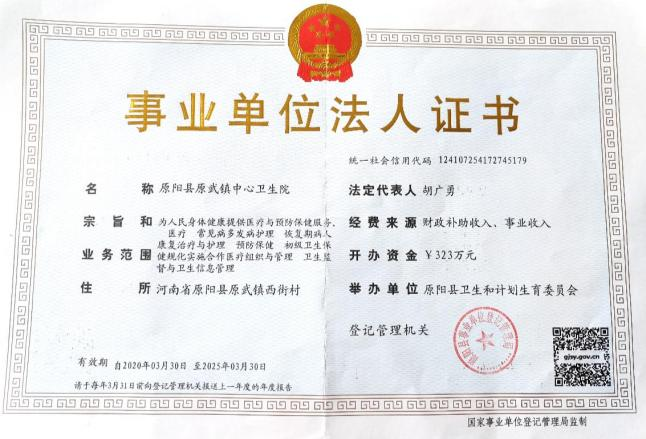 事业单位法人证书
统一社会信用代码 124107254172745179
名称 原阳县原武镇中心卫生院
法定代表人 胡广勇
宗旨和业务范围 为人民身体健康提供医疗与预防保健服务。
医疗 常见病多发病护理 恢复期病人
康复治疗与护理 预防保健 初级卫生保
健规化实施合作医疗组织与管理 卫生监
督与卫生信息管理
经费来源 财政补助收入、事业收入
开办资金 ￥323万元
住所 河南省原阳县原武镇西街村
举办单位 原阳县卫生和计划生育委员会
登记管理机关
原阳县事业单位登记管理局
gjsy.gov.cn
有效期 自2020年03月30日 至2025年03月30日
请于每年3月31日前向登记管理机关报送上一年度的年度报告
国家事业单位登记管理局监制